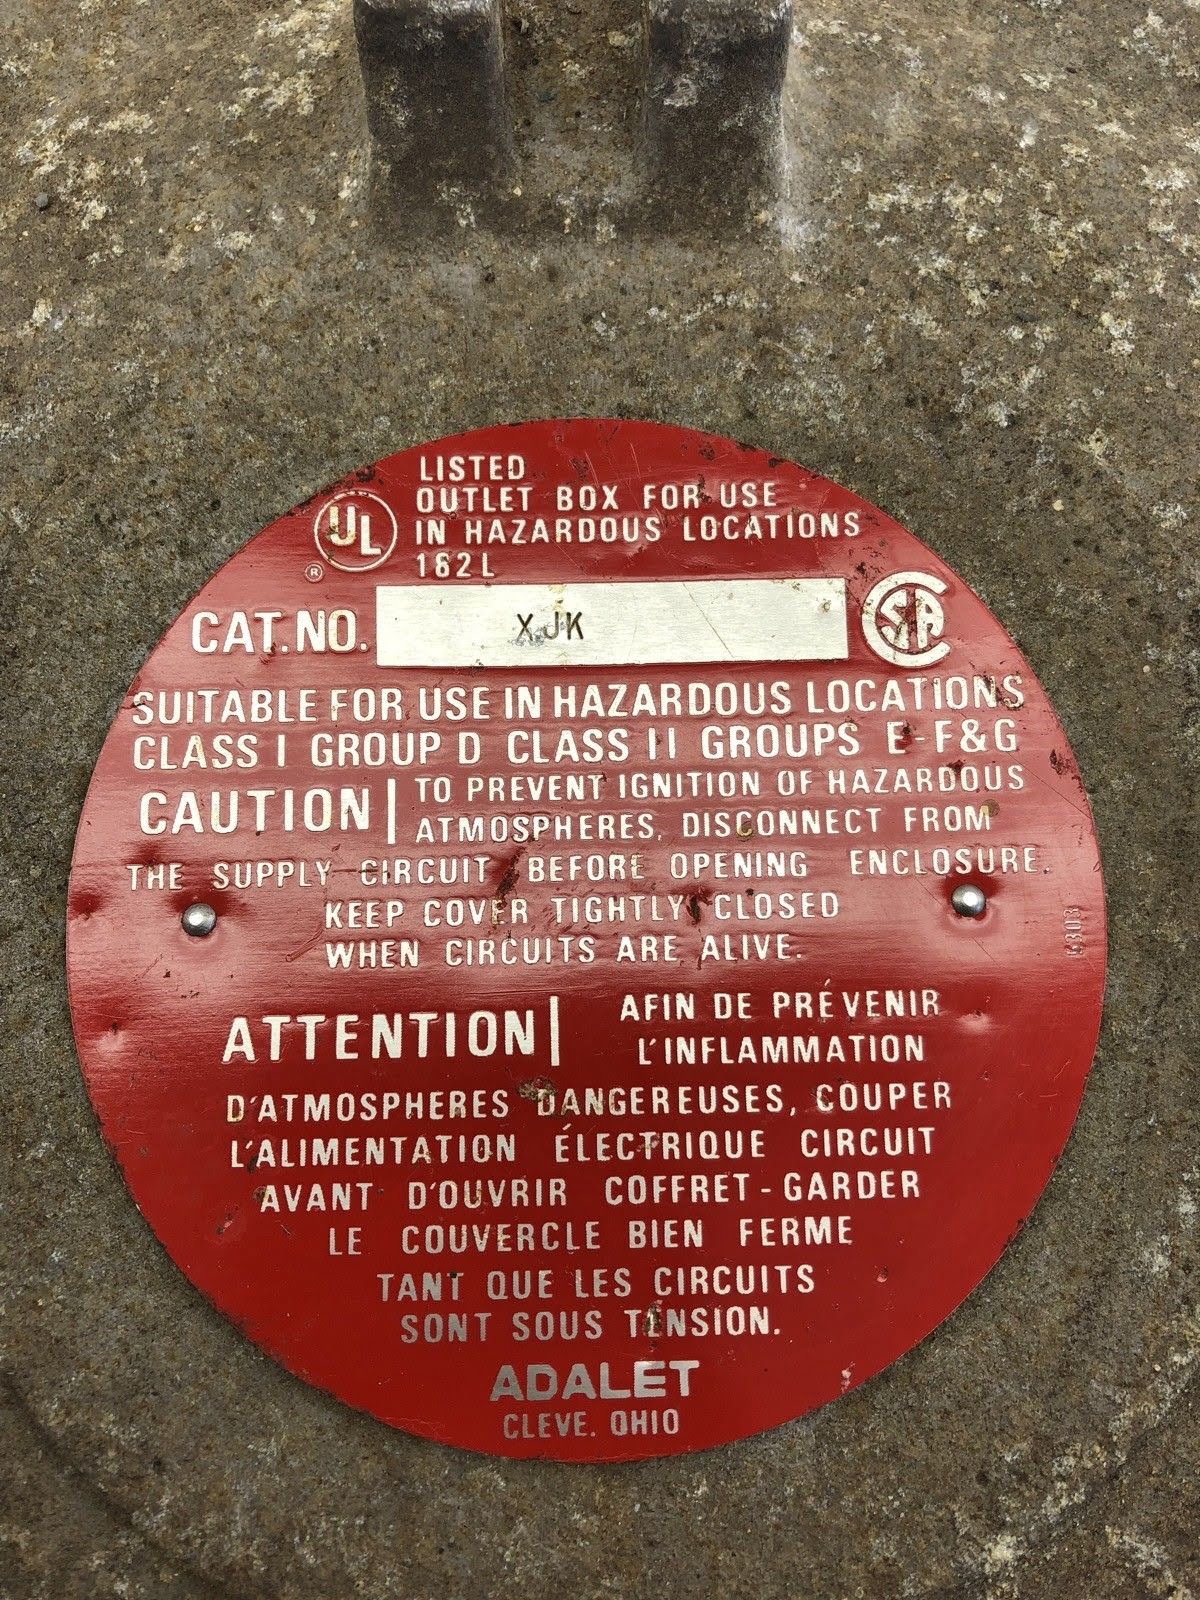 LISTED
OUTLET BOX FOR USE
IN HAZARDOUS LOCATIONS
UL
®
162L
CAT.NO. XJK
SA
SUITABLE FOR USE IN HAZARDOUS LOCATIONS
CLASS I GROUP D CLASS II GROUPS E-F&G
CAUTION TO PREVENT IGNITION OF HAZARDOUS
ATMOSPHERES, DISCONNECT FROM
THE SUPPLY CIRCUIT BEFORE OPENING ENCLOSURE.
KEEP COVER TIGHTLY CLOSED
WHEN CIRCUITS ARE ALIVE.
ATTENTION AFIN DE PRÉVENIR
L'INFLAMMATION
D'ATMOSPHERES DANGEREUSES, COUPER
L'ALIMENTATION ÉLECTRIQUE CIRCUIT
AVANT D'OUVRIR COFFRET-GARDER
LE COUVERCLE BIEN FERME
TANT QUE LES CIRCUITS
SONT SOUS TENSION.
ADALET
CLEVE. OHIO